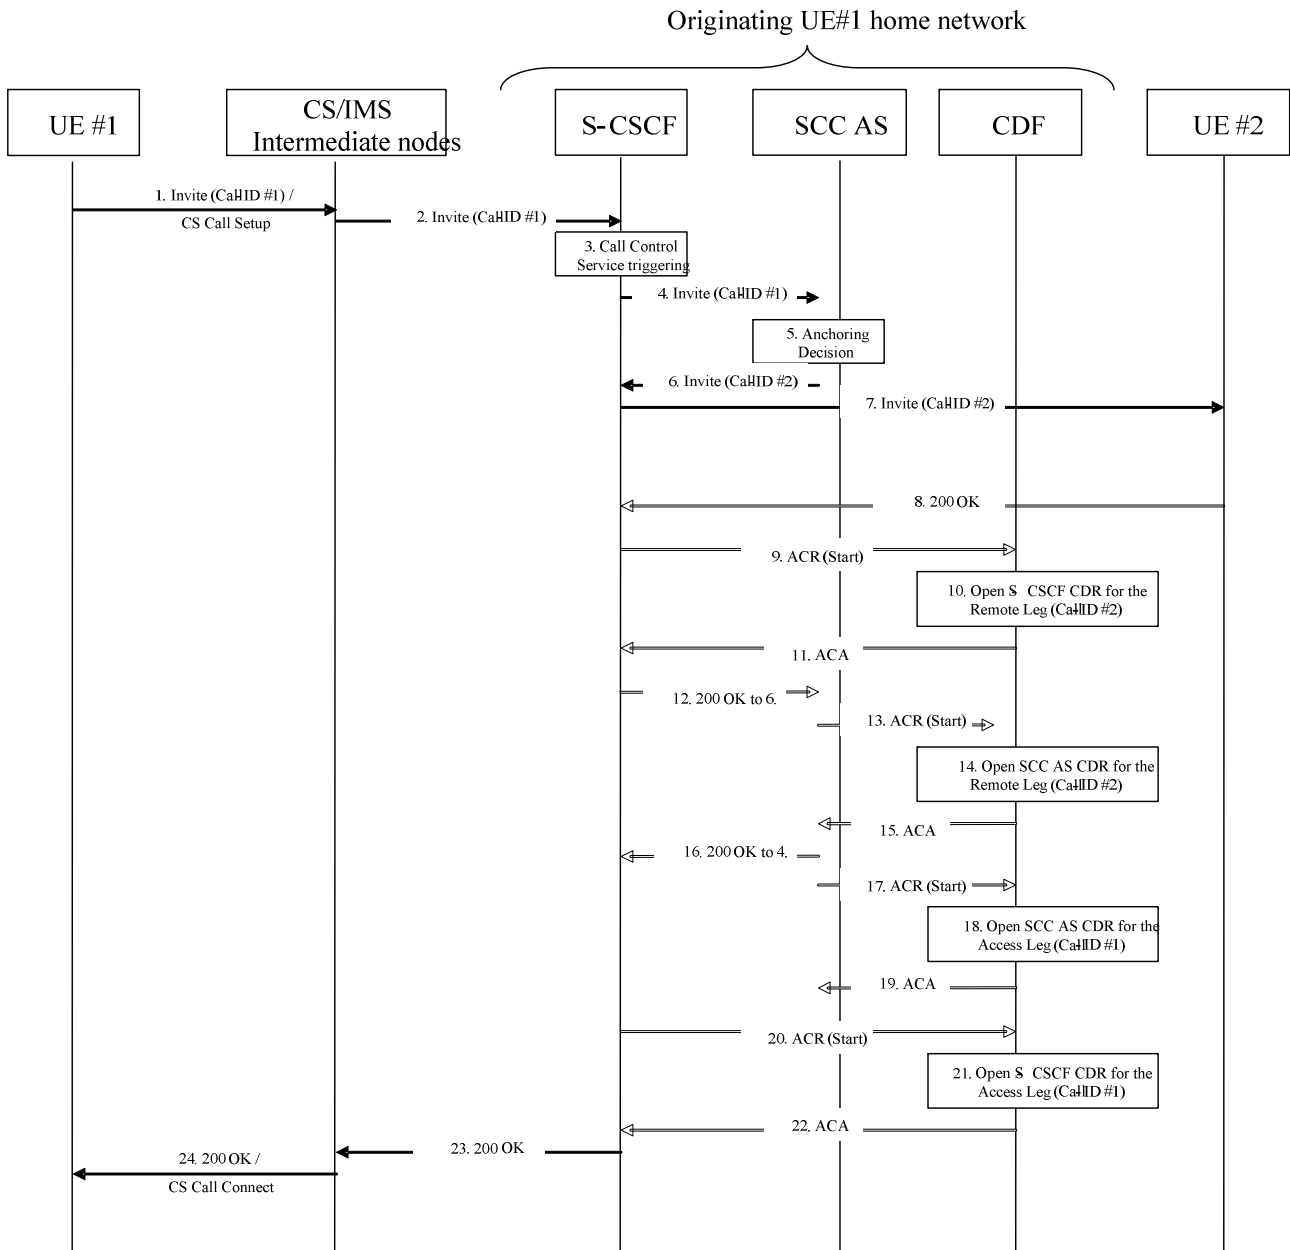 Originating UE#1 home network
UE #1
CS/IMS
Intermediate nodes
S-CSCF
SCC AS
CDF
UE #2
1. Invite (Call-ID #1) /
CS Call Setup
2. Invite (Call-ID #1)
3. Call Control
Service triggering
4. Invite (Call-ID #1)
5. Anchoring
Decision
6. Invite (Call-ID #2)
7. Invite (Call-ID #2)
8. 200 OK
9. ACR (Start)
10. Open S-CSCF CDR for the
Remote Leg (Call-ID #2)
11. ACA
12. 200 OK to 6.
13. ACR (Start)
14. Open SCC AS CDR for the
Remote Leg (Call-ID #2)
15. ACA
16. 200 OK to 4.
17. ACR (Start)
18. Open SCC AS CDR for the
Access Leg (Call-ID #1)
19. ACA
20. ACR (Start)
21. Open S-CSCF CDR for the
Access Leg (Call-ID #1)
22. ACA
23. 200 OK
24. 200 OK /
CS Call Connect